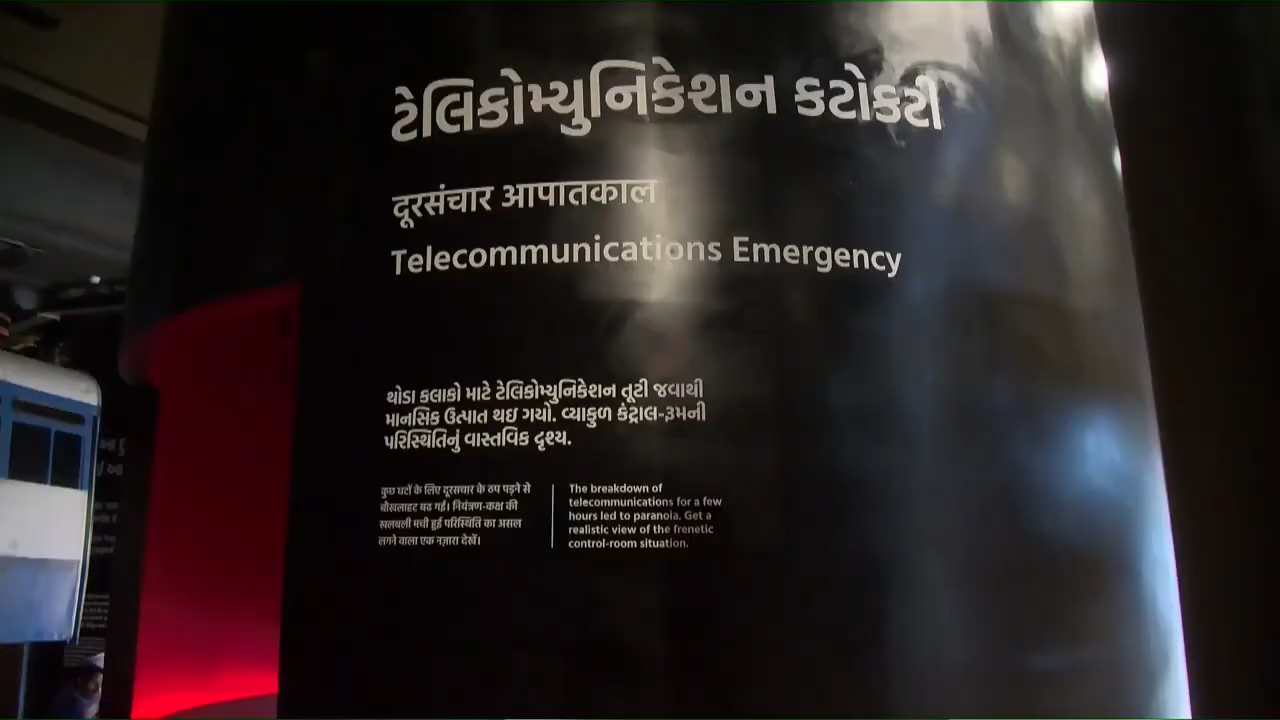 ટેલિકોમ્યુનિકેશન કટોકટી
दूरसंचार आपातकाल
Telecommunications Emergency
થોડા કલાકો માટે ટેલિકોમ્યુનિકેશન તૂટી જવાથી
માનસિક ઉત્પાત થઇ ગયો. વ્યાકુળ કંટ્રાલ-રૂમની
પરિસ્થિતિનું વાસ્તવિક દૃશ્ય.
कुछ घंटों के लिए दूरसंचार के ठप पड़ने से
बौखलाहट बढ गई। नियंत्रण-कक्ष की
खलबली मची हुई परिस्थिति का असल
लगने वाला एक नज़ारा देखें।
The breakdown of
telecommunications for a few
hours led to paranoia. Get a
realistic view of the frenetic
control-room situation.